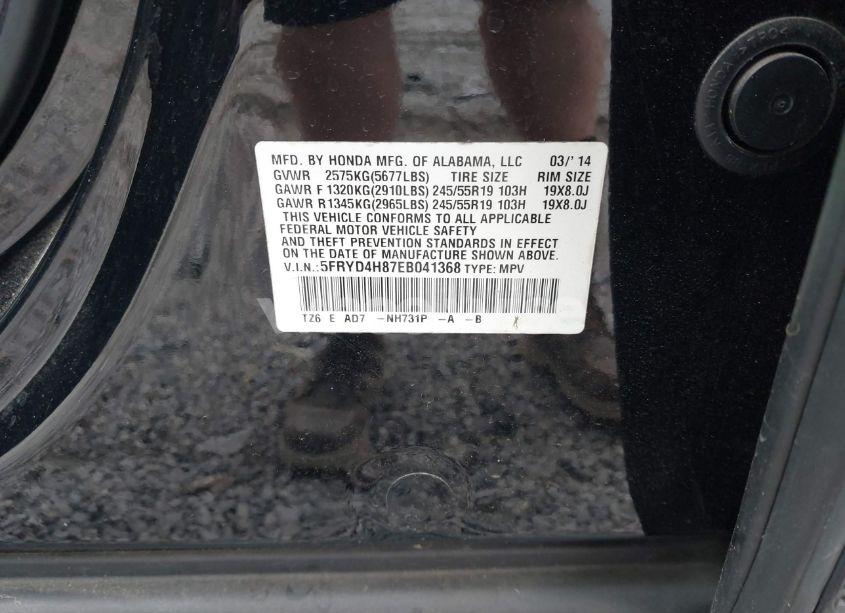 MFD. BY HONDA MFG. OF ALABAMA, LLC 03/' 14
GVWR 2575KG(5677LBS) TIRE SIZE RIM SIZE
GAWR F 1320KG(2910LBS) 245/55R19 103H 19X8.0J
GAWR R1345KG(2965LBS) 245/55R19 103H 19X8.0J
THIS VEHICLE CONFORMS TO ALL APPLICABLE
FEDERAL MOTOR VEHICLE SAFETY
AND THEFT PREVENTION STANDARDS IN EFFECT
ON THE DATE OF MANUFACTURE SHOWN ABOVE.
V.I.N.:5FRYD4H87EB041368 TYPE: MPV
TZ6 E AD7 -NH731P -A -B
HONDA